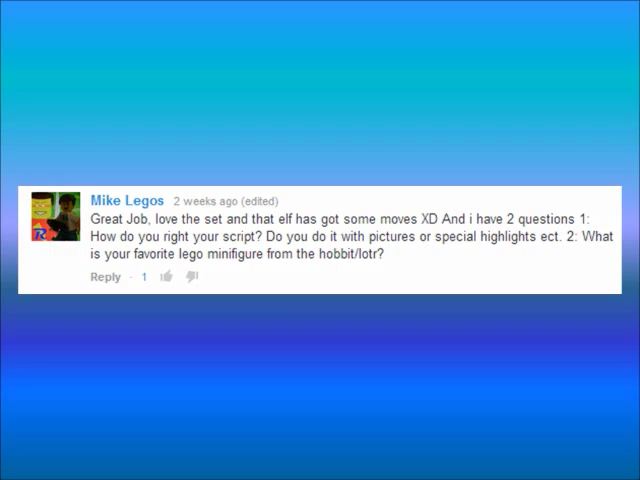 Mike Legos 2 weeks ago (edited)
Great Job, love the set and that elf has got some moves XD And i have 2 questions 1:
How do you right your script? Do you do it with pictures or special highlights ect. 2: What
is your favorite lego minifigure from the hobbit/lotr?
Reply · 1